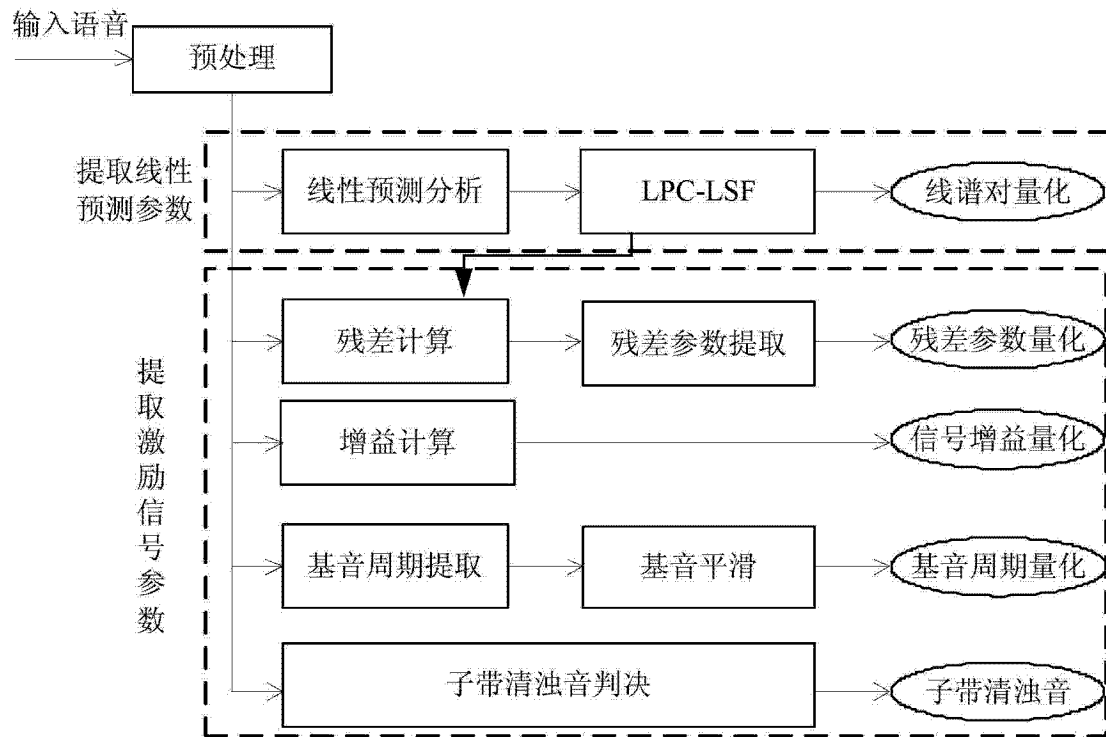 输入语音
预处理
提取线性
预测参数
线性预测分析
LPC-LSF
线谱对量化
提取激励信号参数
残差计算
残差参数提取
残差参数量化
增益计算
信号增益量化
基音周期提取
基音平滑
基音周期量化
子带清浊音判决
子带清浊音